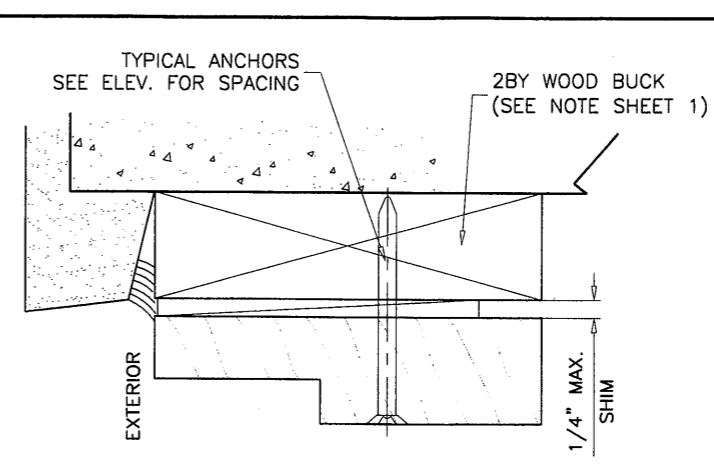 TYPICAL ANCHORS
SEE ELEV. FOR SPACING
2BY WOOD BUCK
(SEE NOTE SHEET 1)
EXTERIOR
1/4" MAX.
SHIM